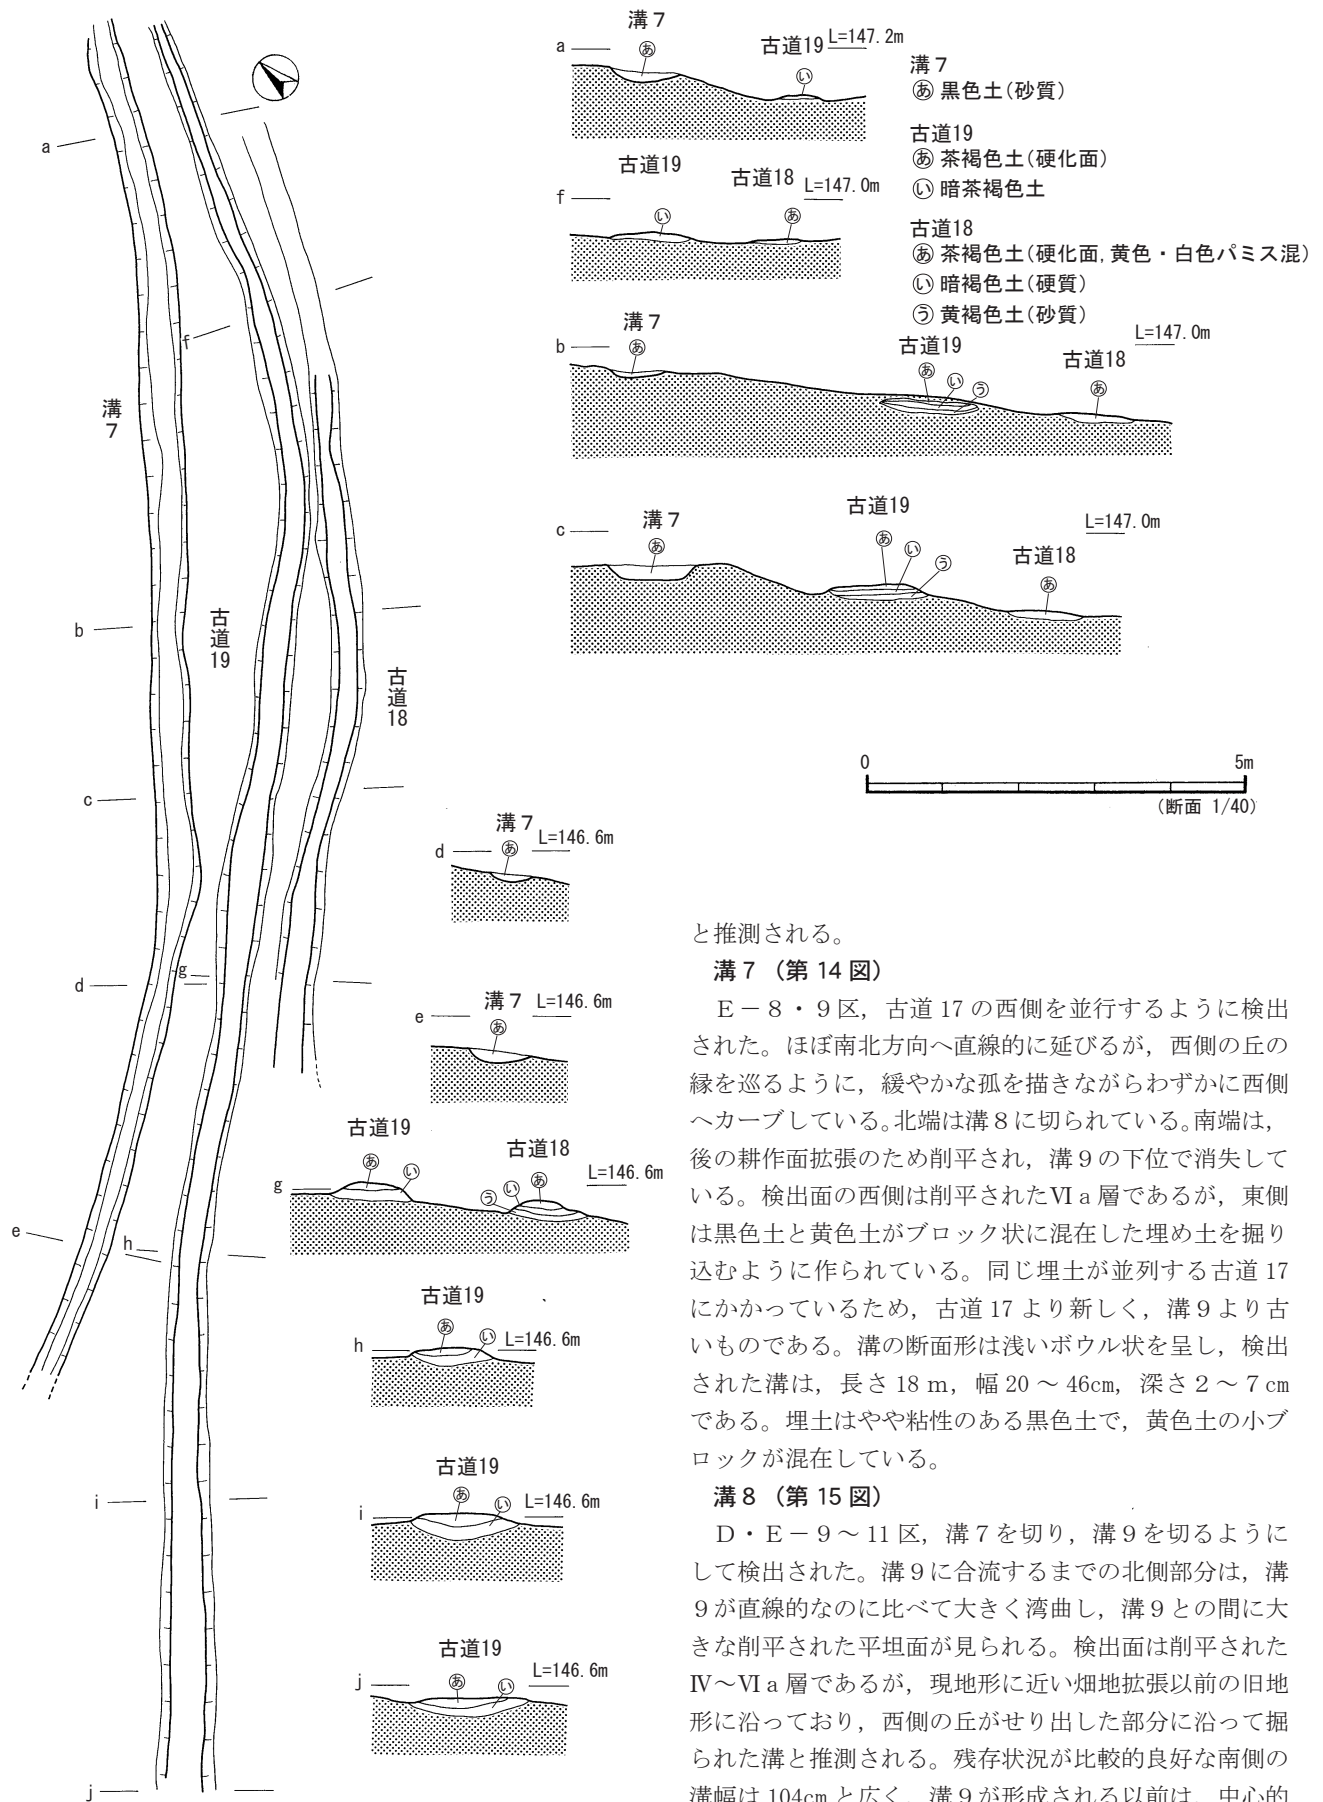 溝７
あ
a
古道19
L=147.2m
い
溝７
あ 黒色土(砂質)
古道19
あ 茶褐色土(硬化面)
い 暗茶褐色土
古道18
あ 茶褐色土(硬化面,黄色・白色パミス混)
い 暗褐色土(硬質)
う 黄褐色土(砂質)
a
古道19
古道18
L=147.0m
f
い
あ
f
溝７
溝７
あ
b
古道19
あ
い
う
古道18
あ
L=147.0m
溝７
あ
c
古道19
あ
い
う
古道18
あ
L=147.0m
b
古道19
古道18
0
5m
(断面 1/40)
c
溝７
あ
d
L=146.6m
g
d
溝７
あ
e
L=146.6m
古道19
あ
い
古道18
う
い
あ
g
L=146.6m
e
h
古道19
あ
い
h
L=146.6m
古道19
あ
い
i
L=146.6m
i
古道19
あ
い
j
L=146.6m
j
と推測される。
溝７（第 14 図）
Ｅ－８・９区，古道 17 の西側を並行するように検出
された。ほぼ南北方向へ直線的に延びるが，西側の丘の
縁を巡るように，緩やかな孤を描きながらわずかに西側
へカーブしている。北端は溝８に切られている。南端は，
後の耕作面拡張のため削平され，溝９の下位で消失して
いる。検出面の西側は削平されたⅥａ層であるが，東側
は黒色土と黄色土がブロック状に混在した埋め土を掘り
込むように作られている。同じ埋土が並列する古道 17
にかかっているため，古道 17 より新しく，溝９より古
いものである。溝の断面形は浅いボウル状を呈し，検出
された溝は，長さ 18 ｍ，幅 20 ～ 46㎝，深さ２～７㎝
である。埋土はやや粘性のある黒色土で，黄色土の小ブ
ロックが混在している。
溝８（第 15 図）
Ｄ・Ｅ－９～ 11 区，溝７を切り，溝９を切るように
して検出された。溝９に合流するまでの北側部分は，溝
９が直線的なのに比べて大きく湾曲し，溝９との間に大
きな削平された平坦面が見られる。検出面は削平された
Ⅳ～Ⅵａ層であるが，現地形に近い畑地拡張以前の旧地
形に沿っており，西側の丘がせり出した部分に沿って掘
られた溝と推測される。残存状況が比較的良好な南側の
溝幅は 104㎝ と広く，溝９が形成される以前は，中心的